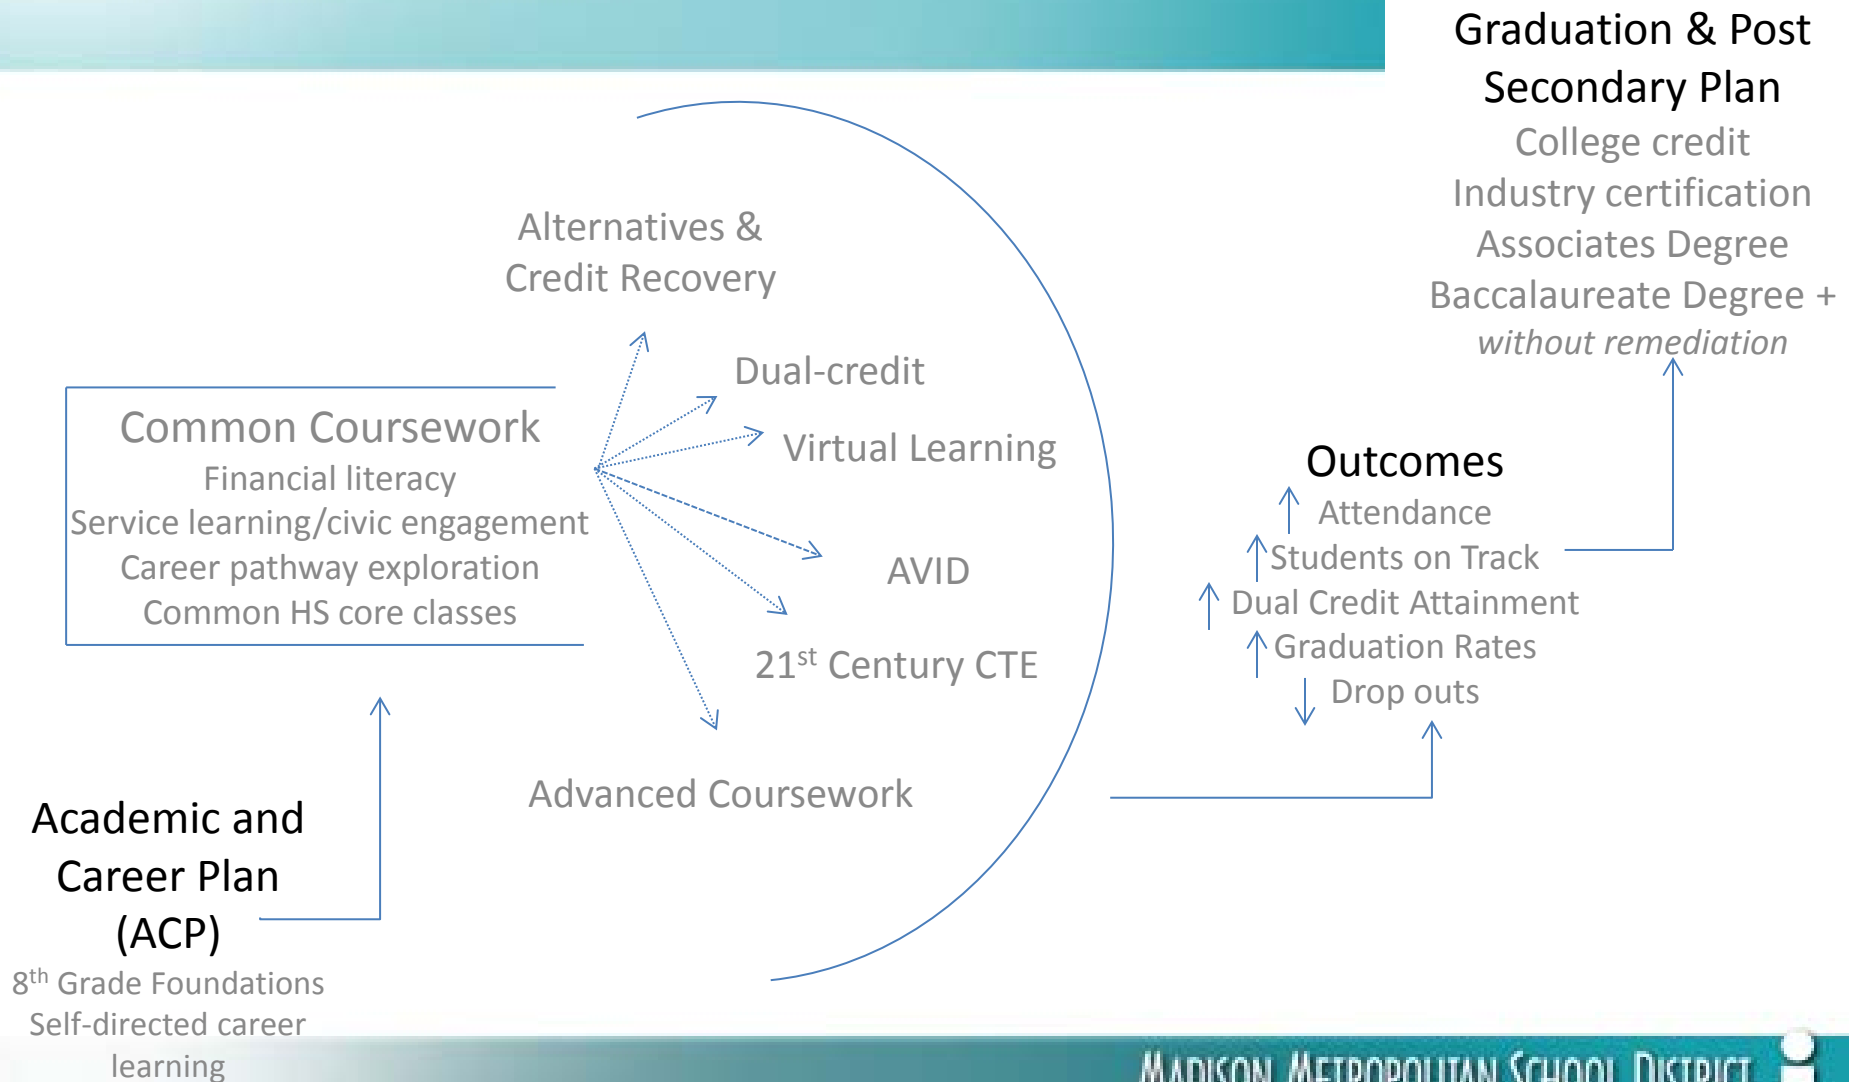 Graduation & Post
Secondary Plan
College credit
Industry certification
Associates Degree
Baccalaureate Degree +
without remediation
Alternatives &
Credit Recovery
Dual-credit
Virtual Learning
AVID
21st Century CTE
Advanced Coursework
Common Coursework
Financial literacy
Service learning/civic engagement
Career pathway exploration
Common HS core classes
Outcomes
Attendance
Students on Track
Dual Credit Attainment
Graduation Rates
Drop outs
Academic and
Career Plan
(ACP)
8th Grade Foundations
Self-directed career
learning
MADISON METROPOLITAN SCHOOL DISTRICT